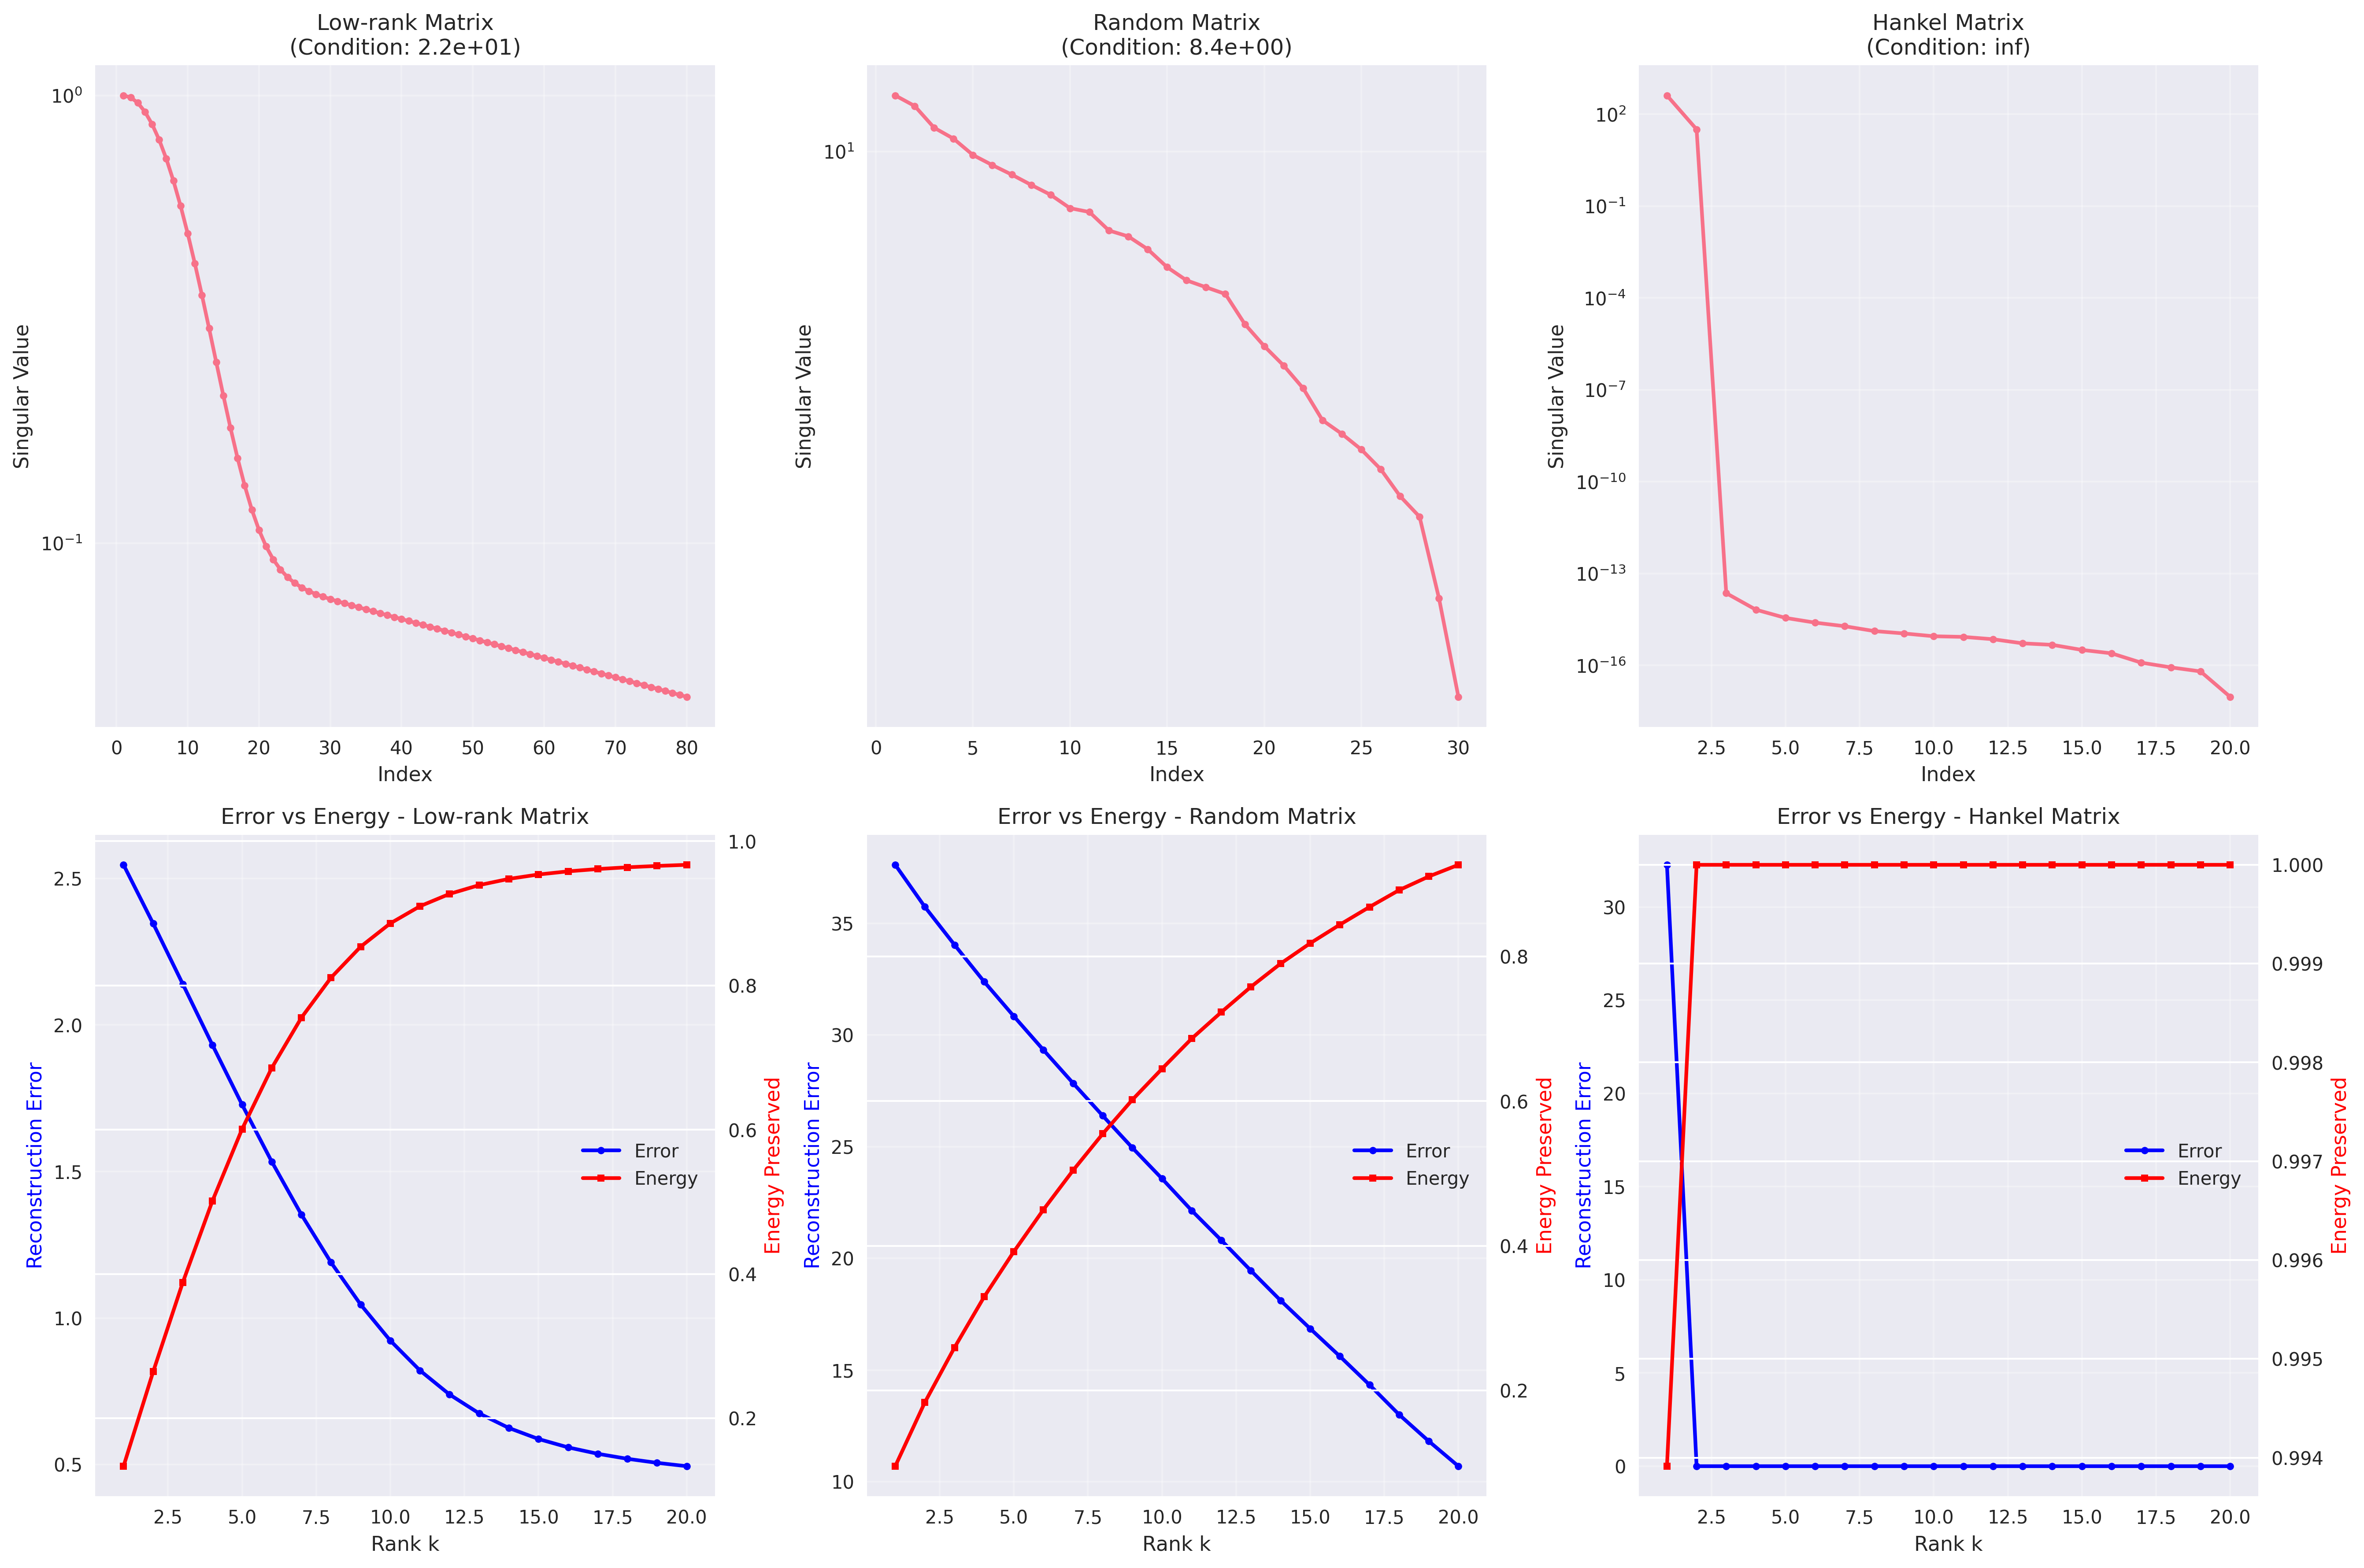 Low-rank Matrix
(Condition: 2.2e+01)
10⁰
10⁻¹
Singular Value
0 10 20 30 40 50 60 70 80
Index
Random Matrix
(Condition: 8.4e+00)
10¹
Singular Value
0 5 10 15 20 25 30
Index
Hankel Matrix
(Condition: inf)
10²
10⁻¹
10⁻⁴
10⁻⁷
10⁻¹⁰
10⁻¹³
10⁻¹⁶
Singular Value
2.5 5.0 7.5 10.0 12.5 15.0 17.5 20.0
Index
Error vs Energy - Low-rank Matrix
2.5
2.0
1.5
1.0
0.5
Reconstruction Error
1.0
0.8
0.6
0.4
0.2
Energy Preserved
Error
Energy
2.5 5.0 7.5 10.0 12.5 15.0 17.5 20.0
Rank k
Error vs Energy - Random Matrix
35
30
25
20
15
10
Reconstruction Error
0.8
0.6
0.4
0.2
Energy Preserved
Error
Energy
2.5 5.0 7.5 10.0 12.5 15.0 17.5 20.0
Rank k
Error vs Energy - Hankel Matrix
30
25
20
15
10
5
0
Reconstruction Error
1.000
0.999
0.998
0.997
0.996
0.995
0.994
Energy Preserved
Error
Energy
2.5 5.0 7.5 10.0 12.5 15.0 17.5 20.0
Rank k